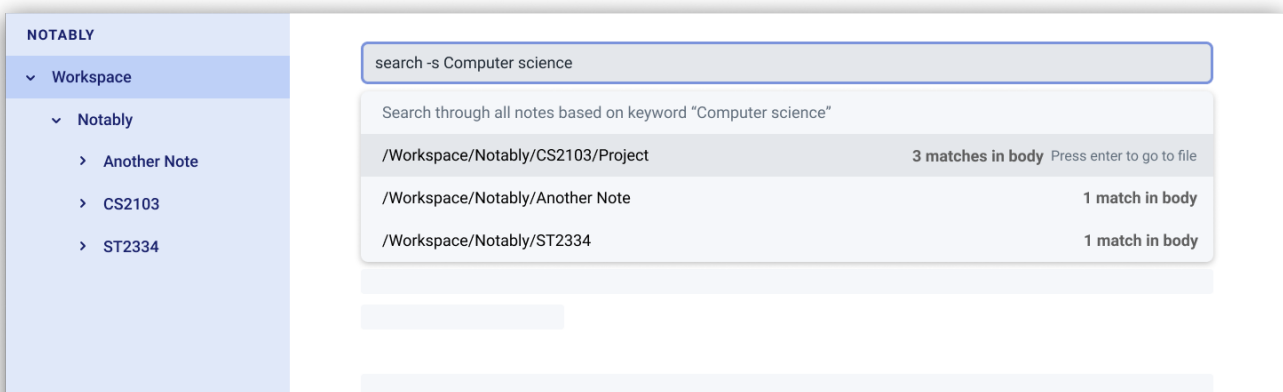 NOTABLY
Workspace
Notably
Another Note
CS2103
ST2334
search -s Computer science
Search through all notes based on keyword “Computer science”
/Workspace/Notably/CS2103/Project 3 matches in body Press enter to go to file
/Workspace/Notably/Another Note 1 match in body
/Workspace/Notably/ST2334 1 match in body